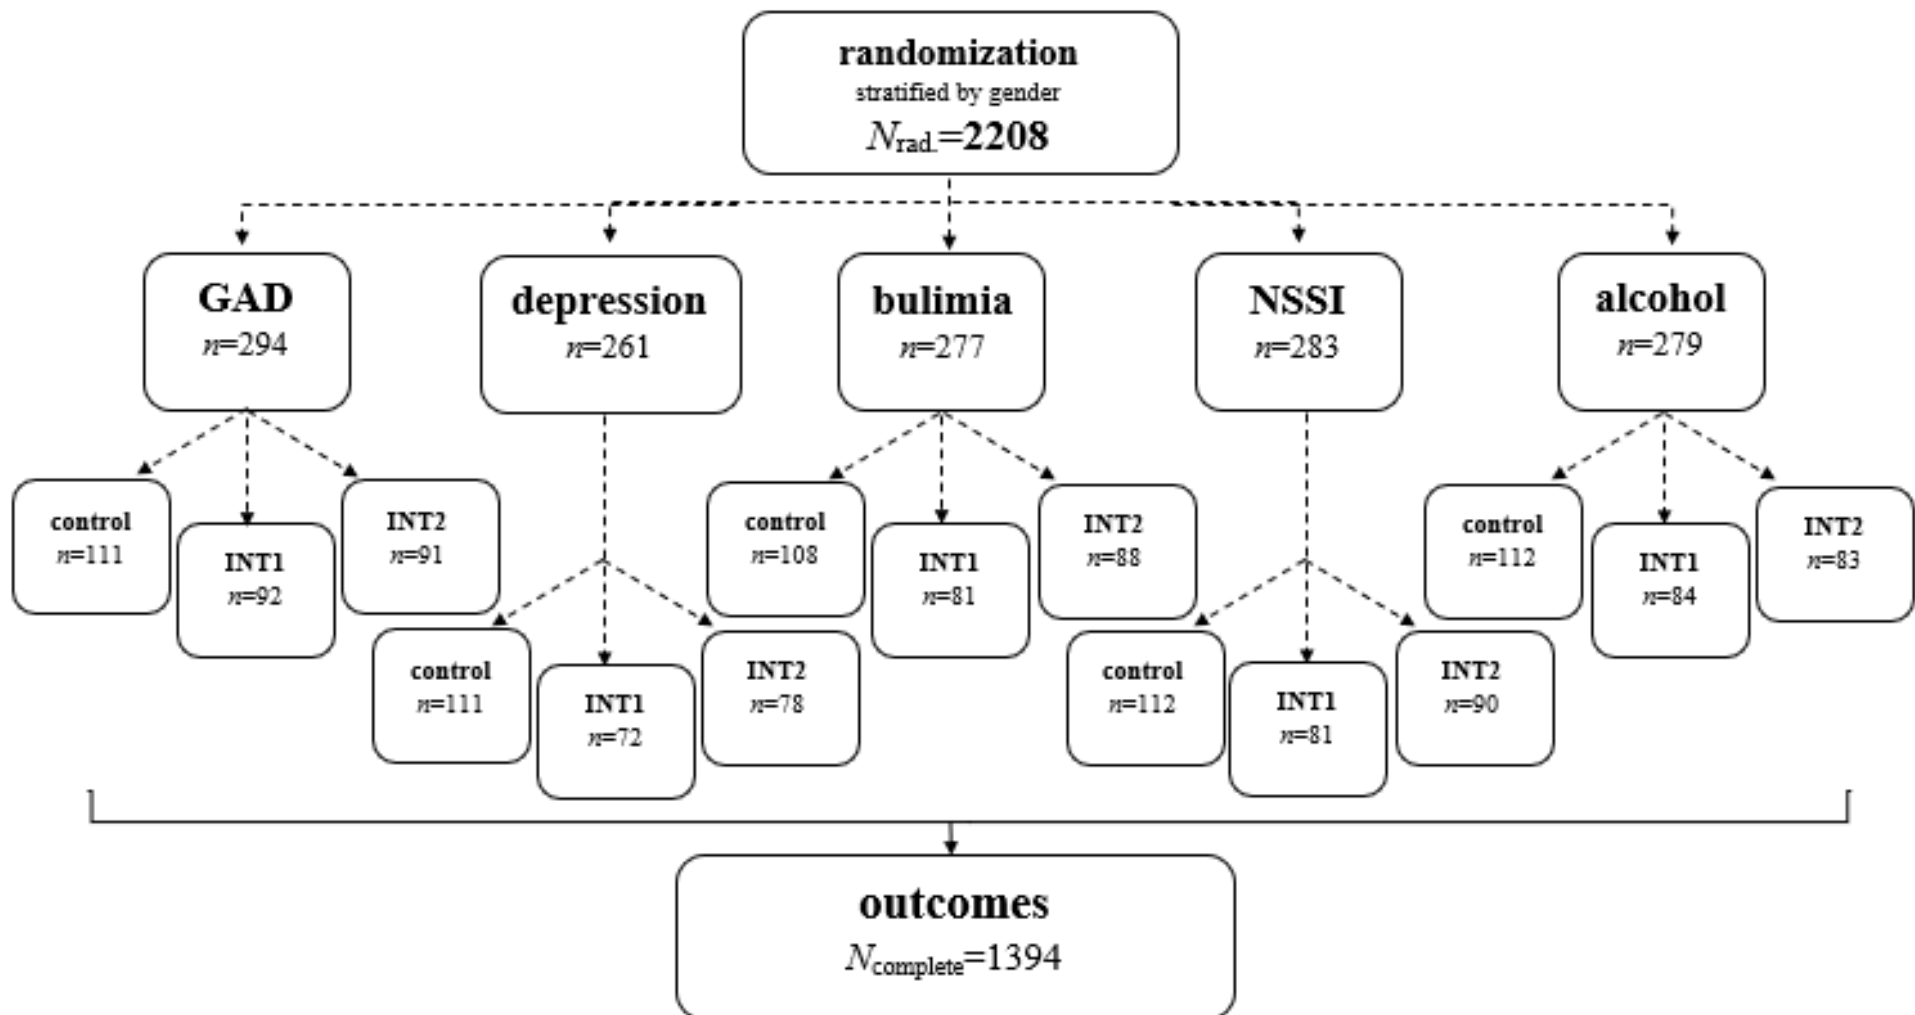 randomization
stratified by gender
Nrad.=2208
GAD
n=294
depression
n=261
bulimia
n=277
NSSI
n=283
alcohol
n=279
control
n=111
INT1
n=92
INT2
n=91
control
n=111
INT1
n=72
INT2
n=78
control
n=108
INT1
n=81
INT2
n=88
control
n=112
INT1
n=81
INT2
n=90
control
n=112
INT1
n=84
INT2
n=83
outcomes
Ncomplete=1394